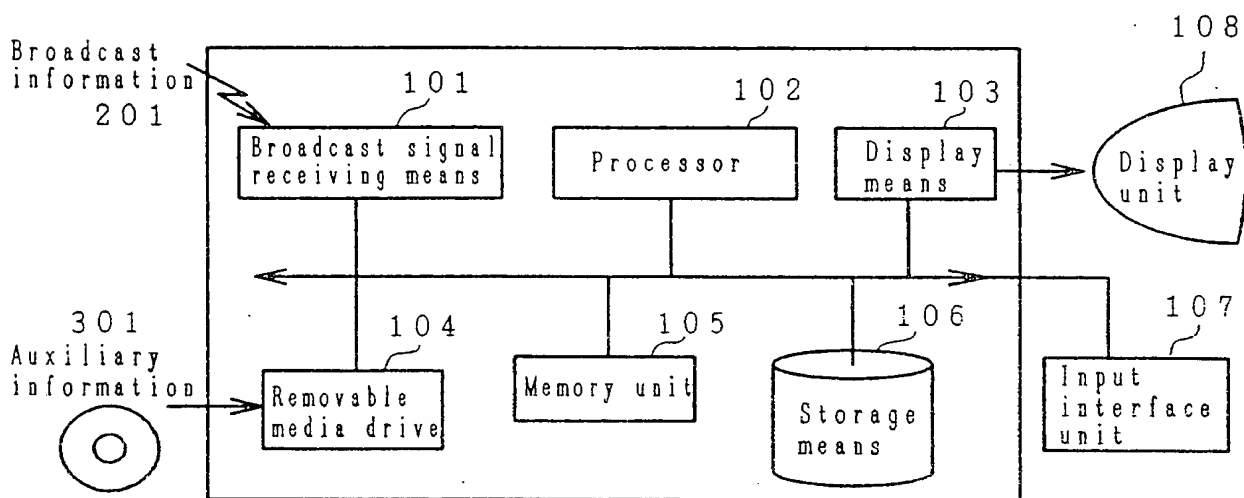 108
Broadcast
information
201
101
102
103
Broadcast signal
receiving means
Processor
Display
means
Display
unit
301
Auxiliary
information
104
105
106
107
Removable
media drive
Memory unit
Storage
means
Input
interface
unit